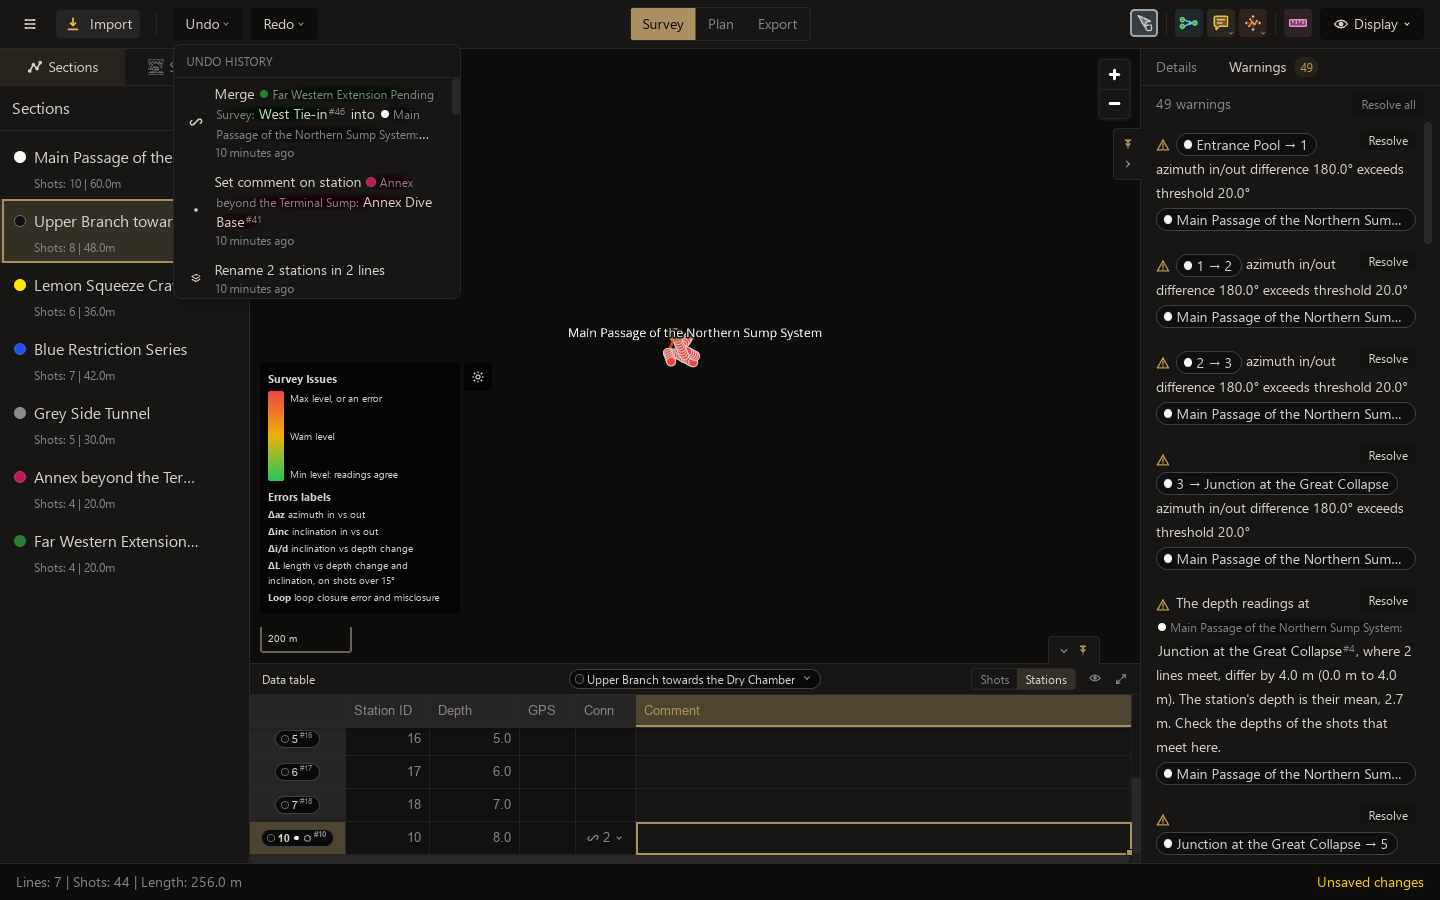 Import
Undo
Redo
Survey
Plan
Export
Display
Sections
UNDO HISTORY
Merge Far Western Extension Pending
Survey: West Tie-in#46 into Main
Passage of the Northern Sump System:...
10 minutes ago
Set comment on station Annex
beyond the Terminal Sump: Annex Dive
Base#41
10 minutes ago
Rename 2 stations in 2 lines
10 minutes ago
Sections
Main Passage of the
Shots: 10 | 60.0m
Upper Branch towar
Shots: 8 | 48.0m
Lemon Squeeze Cra
Shots: 6 | 36.0m
Blue Restriction Series
Shots: 7 | 42.0m
Grey Side Tunnel
Shots: 5 | 30.0m
Annex beyond the Ter...
Shots: 4 | 20.0m
Far Western Extension...
Shots: 4 | 20.0m
Main Passage of the Northern Sump System
Survey Issues
Max level, or an error
Warn level
Min level: readings agree
Errors labels
Δaz azimuth in vs out
Δinc inclination in vs out
Δi/d inclination vs depth change
ΔL length vs depth change and
inclination, on shots over 15°
Loop loop closure error and misclosure
200 m
Data table
Upper Branch towards the Dry Chamber
Shots
Stations
Station ID
Depth
GPS
Conn
Comment
5 #16
16
5.0
6 #17
17
6.0
7 #18
18
7.0
10 #10
10
8.0
2
Details
Warnings
49
49 warnings
Resolve all
Entrance Pool → 1
Resolve
azimuth in/out difference 180.0° exceeds
threshold 20.0°
Main Passage of the Northern Sum...
1 → 2 azimuth in/out
Resolve
difference 180.0° exceeds threshold 20.0°
Main Passage of the Northern Sum...
2 → 3 azimuth in/out
Resolve
difference 180.0° exceeds threshold 20.0°
Main Passage of the Northern Sum...
Resolve
3 → Junction at the Great Collapse
azimuth in/out difference 180.0° exceeds
threshold 20.0°
Main Passage of the Northern Sum...
The depth readings at
Resolve
Main Passage of the Northern Sump System:
Junction at the Great Collapse#4, where 2
lines meet, differ by 4.0 m (0.0 m to 4.0
m). The station's depth is their mean, 2.7
m. Check the depths of the shots that
meet here.
Main Passage of the Northern Sum...
Resolve
Junction at the Great Collapse → 5
Lines: 7 | Shots: 44 | Length: 256.0 m
Unsaved changes